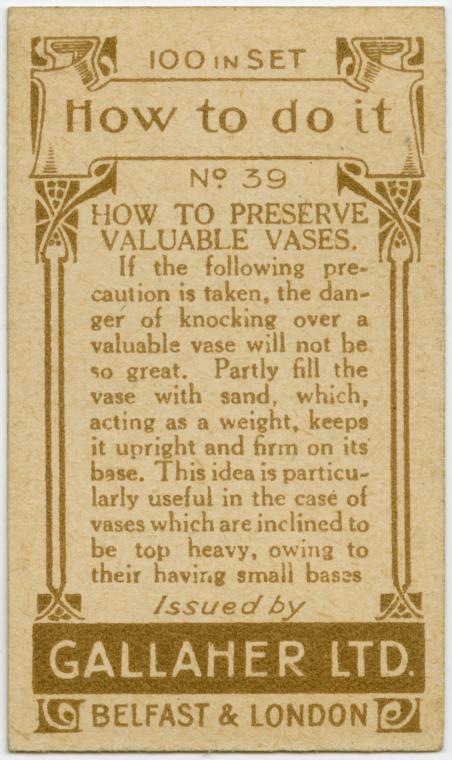 100 IN SET
How to do it
No 39
HOW TO PRESERVE
VALUABLE VASES.
If the following pre-
caution is taken, the dan-
ger of knocking over a
valuable vase will not be
so great. Partly fill the
vase with sand, which,
acting as a weight, keeps
it upright and firm on its
base. This idea is particu-
larly useful in the case of
vases which are inclined to
be top heavy, owing to
their having small bases
Issued by
GALLAHER LTD.
BELFAST & LONDON